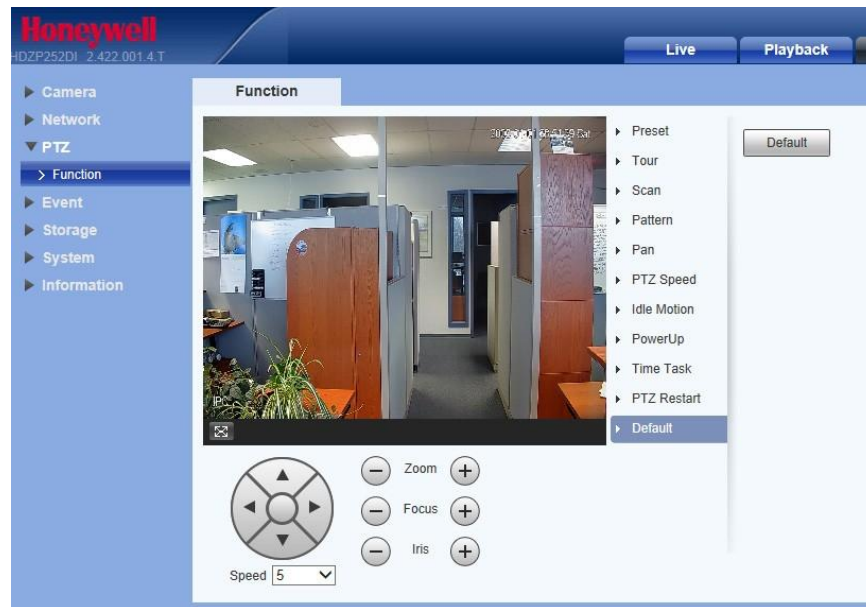 Honeywell
HDZP252DI 2.422.001.4.T
Live
Playback
Camera
Network
PTZ
Function
Event
Storage
System
Information
Function
Preset
Tour
Scan
Pattern
Pan
PTZ Speed
Idle Motion
PowerUp
Time Task
PTZ Restart
Default
Default
Zoom
Focus
Iris
Speed 5